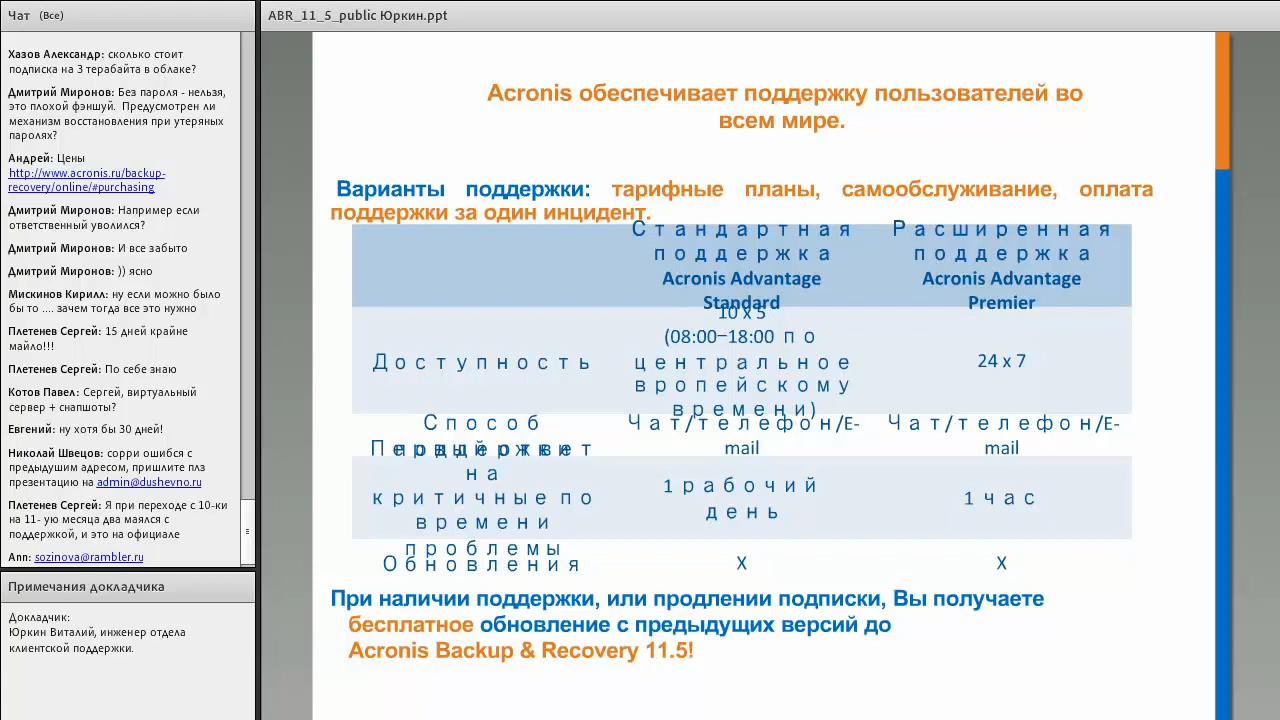 Чат (Все)
Хазов Александр: сколько стоит
подписка на 3 терабайта в облаке?
Дмитрий Миронов: Без пароля - нельзя,
это плохой фэншуй. Предусмотрен ли
механизм восстановления при утеряных
паролях?
Андрей: Цены
http://www.acronis.ru/backup-
recovery/online/#purchasing
Дмитрий Миронов: Например если
ответственный уволился?
Дмитрий Миронов: И все забыто
Дмитрий Миронов: )) ясно
Мискинов Кирилл: ну если можно было
бы то .... зачем тогда все это нужно
Плетенев Сергей: 15 дней крайне
майло!!!
Плетенев Сергей: По себе знаю
Котов Павел: Сергей, виртуальный
сервер + снапшоты?
Евгений: ну хотя бы 30 дней!
Николай Швецов: сорри ошибся с
предыдущим адресом, пришлите плз
презентацию на admin@dushevno.ru
Плетенев Сергей: Я при переходе с 10-ки
на 11- ую месяца два маялся с
поддержкой, и это на официале
Ann: sozinova@rambler.ru
Примечания докладчика
Докладчик:
Юркин Виталий, инженер отдела
клиентской поддержки.
ABR_11_5_public Юркин.ppt
Acronis обеспечивает поддержку пользователей во
всем мире.
Варианты поддержки: тарифные планы, самообслуживание, оплата
поддержки за один инцидент.
Стандартная
поддержка
Acronis Advantage
Standard
Расширенная
поддержка
Acronis Advantage
Premier
Доступность
10 x 5
(08:00–18:00 по
центральное
вропейскому
времени)
24 x 7
Способ
поддержки
Чат/телефон/E-
mail
Чат/телефон/E-
mail
Первый ответ
на
критичные по
времени
проблемы
1 рабочий
день
1 час
Обновления
X
X
При наличии поддержки, или продлении подписки, Вы получаете
бесплатное обновление с предыдущих версий до
Acronis Backup & Recovery 11.5!